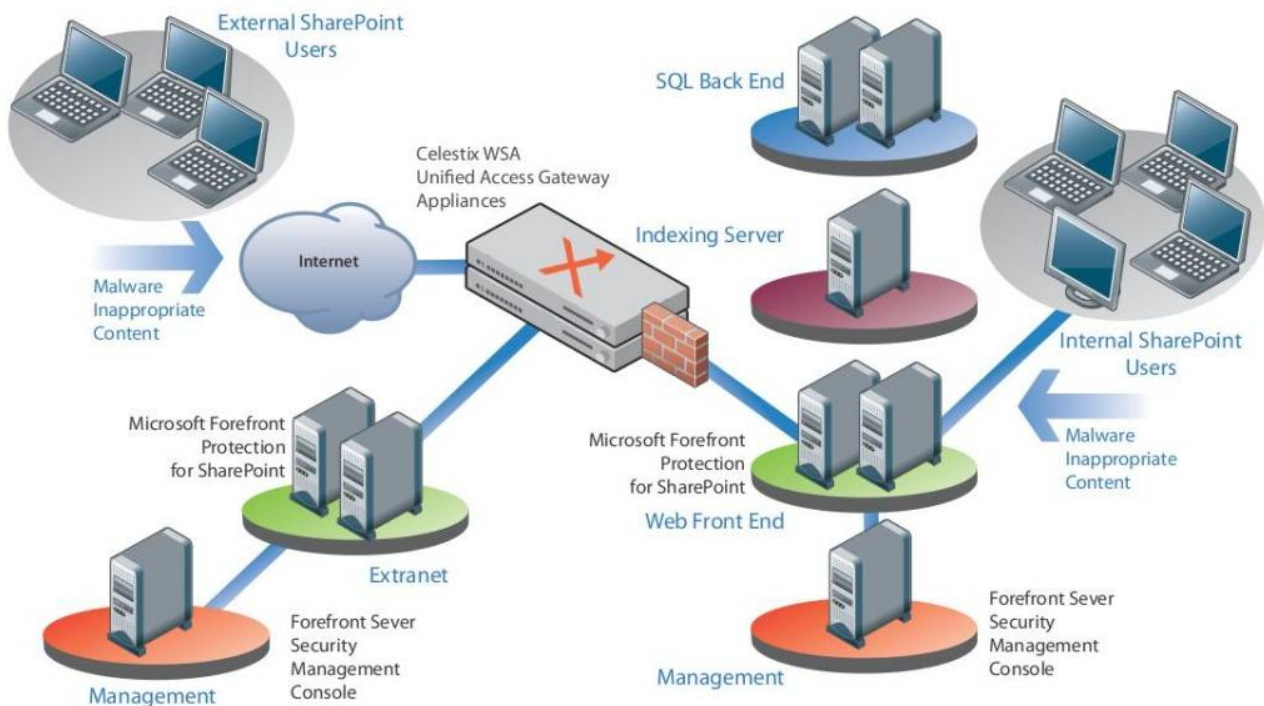 External SharePoint
Users
SQL Back End
Celestix WSA
Unified Access Gateway
Appliances
Indexing Server
Internet
Malware
Inappropriate
Content
Internal SharePoint
Users
Microsoft Forefront
Protection
for SharePoint
Microsoft Forefront
Protection
for SharePoint
Malware
Inappropriate
Content
Web Front End
Extranet
Forefront Sever
Security
Management
Console
Management
Forefront Sever
Security
Management
Console
Management